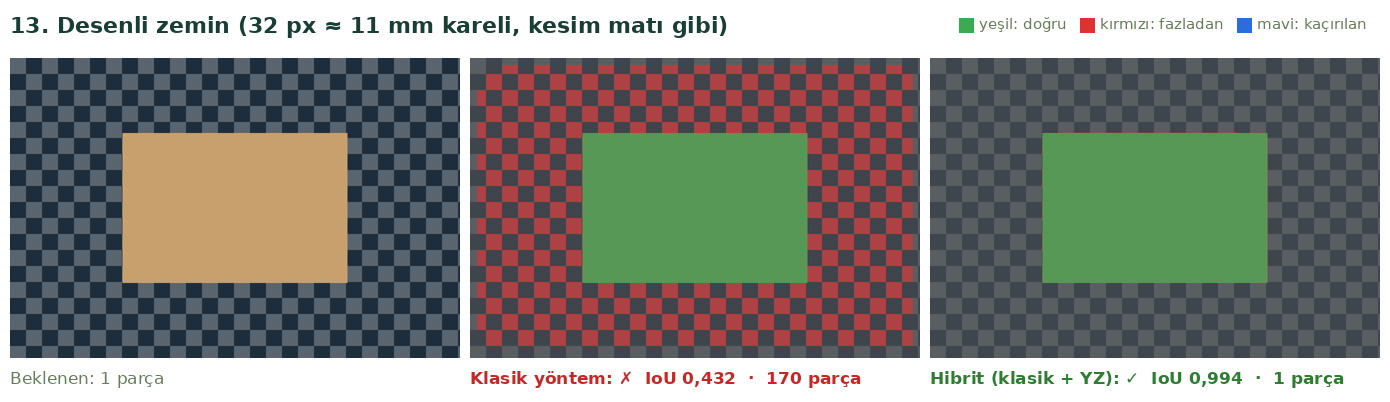 13. Desenli zemin (32 px ≈ 11 mm kareli, kesim matı gibi)
yeşil: doğru kırmızı: fazladan mavi: kaçırılan
Beklenen: 1 parça
Klasik yöntem: ✗ IoU 0,432 · 170 parça
Hibrit (klasik + YZ): ✓ IoU 0,994 · 1 parça